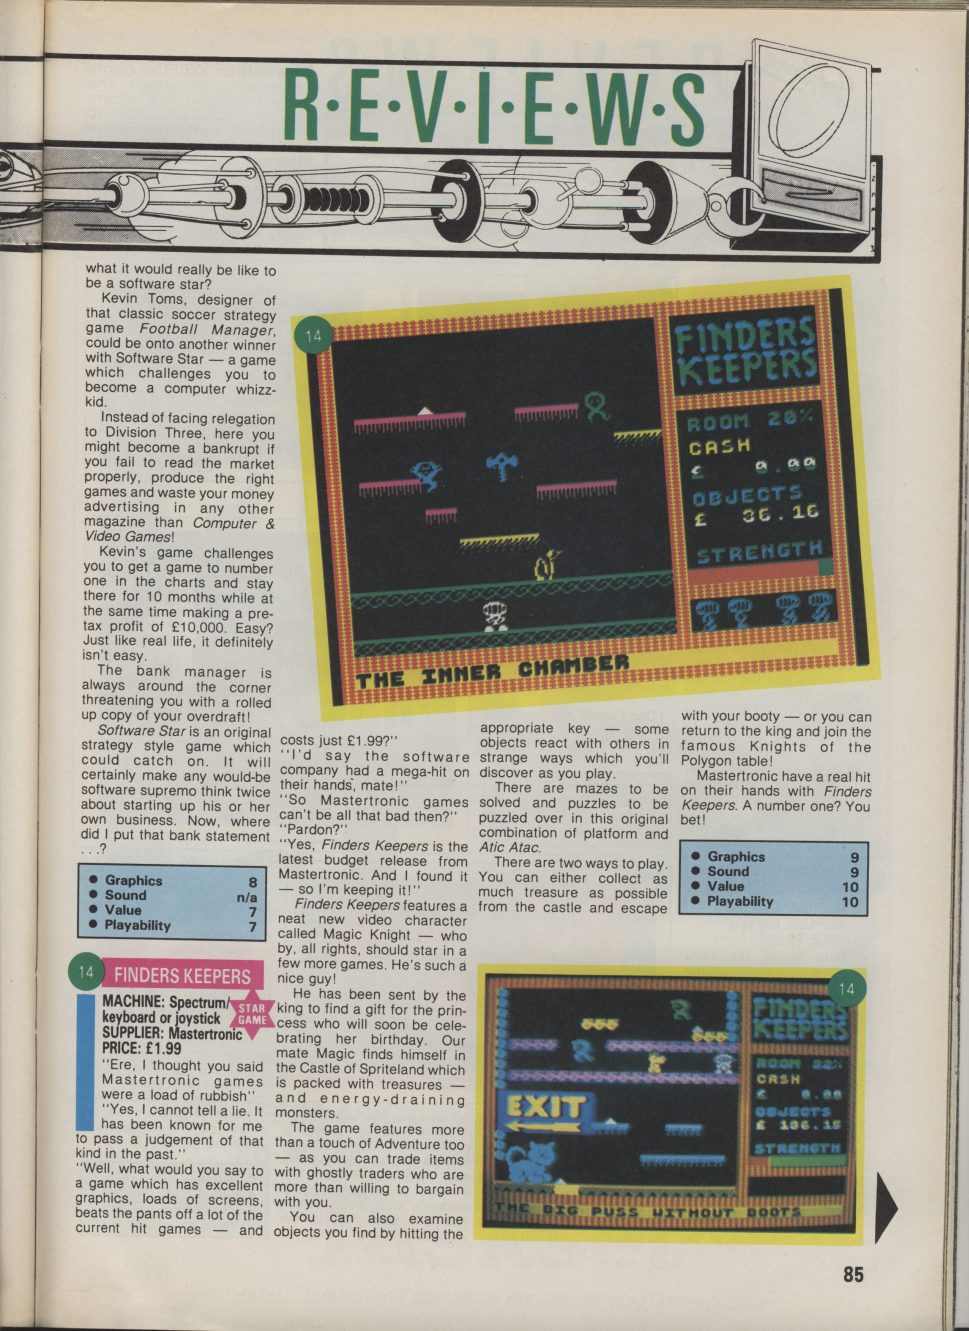 R·E·V·I·E·W·S
what it would really be like to
be a software star?
Kevin Toms, designer of
that classic soccer strategy
game Football Manager,
could be onto another winner
with Software Star — a game
which challenges you to
become a computer whizz-
kid.
Instead of facing relegation
to Division Three, here you
might become a bankrupt if
you fail to read the market
properly, produce the right
games and waste your money
advertising in any other
magazine than Computer &
Video Games!
Kevin's game challenges
you to get a game to number
one in the charts and stay
there for 10 months while at
the same time making a pre-
tax profit of £10,000. Easy?
Just like real life, it definitely
isn't easy.
The bank manager is
always around the corner
threatening you with a rolled
up copy of your overdraft!
Software Star is an original
strategy style game which
could catch on. It will
certainly make any would-be
software supremo think twice
about starting up his or her
own business. Now, where
did I put that bank statement
. . .?
● Graphics 8
● Sound n/a
● Value 7
● Playability 7
14 FINDERS KEEPERS
MACHINE: Spectrum/
keyboard or joystick
SUPPLIER: Mastertronic
PRICE: £1.99
STAR
GAME
"Ere, I thought you said
Mastertronic games
were a load of rubbish"
"Yes, I cannot tell a lie. It
has been known for me
to pass a judgement of that
kind in the past."
"Well, what would you say to
a game which has excellent
graphics, loads of screens,
beats the pants off a lot of the
current hit games — and
costs just £1.99?"
"I'd say the software
company had a mega-hit on
their hands, mate!"
"So Mastertronic games
can't be all that bad then?"
"Pardon?"
"Yes, Finders Keepers is the
latest budget release from
Mastertronic. And I found it
— so I'm keeping it!"
Finders Keepers features a
neat new video character
called Magic Knight — who
by, all rights, should star in a
few more games. He's such a
nice guy!
He has been sent by the
king to find a gift for the prin-
cess who will soon be cele-
brating her birthday. Our
mate Magic finds himself in
the Castle of Spriteland which
is packed with treasures —
and energy-draining
monsters.
The game features more
than a touch of Adventure too
— as you can trade items
with ghostly traders who are
more than willing to bargain
with you.
You can also examine
objects you find by hitting the
appropriate key — some
objects react with others in
strange ways which you'll
discover as you play.
There are mazes to be
solved and puzzles to be
puzzled over in this original
combination of platform and
Atic Atac.
There are two ways to play.
You can either collect as
much treasure as possible
from the castle and escape
with your booty — or you can
return to the king and join the
famous Knights of the
Polygon table!
Mastertronic have a real hit
on their hands with Finders
Keepers. A number one? You
bet!
● Graphics 9
● Sound 9
● Value 10
● Playability 10
14
FINDERS
KEEPERS
ROOM 28%
CASH
£ 0.00
OBJECTS
£ 36.16
STRENGTH
THE INNER CHAMBER
14
FINDERS
KEEPERS
ROOM 82%
CASH
£ 0.00
OBJECTS
£ 136.15
STRENGTH
EXIT
THE BIG PUSS WITHOUT BOOTS
85